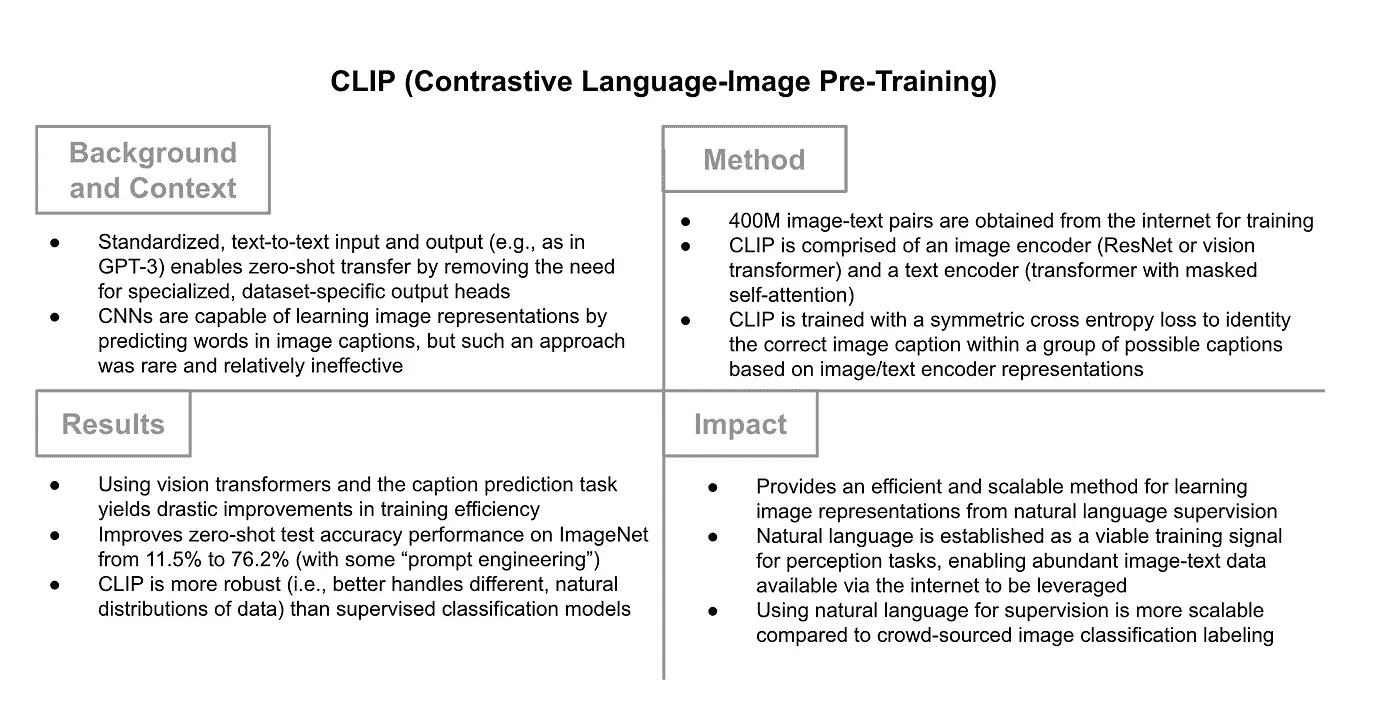 CLIP (Contrastive Language-Image Pre-Training)
Background
and Context
● Standardized, text-to-text input and output (e.g., as in
GPT-3) enables zero-shot transfer by removing the need
for specialized, dataset-specific output heads
● CNNs are capable of learning image representations by
predicting words in image captions, but such an approach
was rare and relatively ineffective
Method
● 400M image-text pairs are obtained from the internet for training
● CLIP is comprised of an image encoder (ResNet or vision
transformer) and a text encoder (transformer with masked
self-attention)
● CLIP is trained with a symmetric cross entropy loss to identity
the correct image caption within a group of possible captions
based on image/text encoder representations
Results
● Using vision transformers and the caption prediction task
yields drastic improvements in training efficiency
● Improves zero-shot test accuracy performance on ImageNet
from 11.5% to 76.2% (with some “prompt engineering”)
● CLIP is more robust (i.e., better handles different, natural
distributions of data) than supervised classification models
Impact
● Provides an efficient and scalable method for learning
image representations from natural language supervision
● Natural language is established as a viable training signal
for perception tasks, enabling abundant image-text data
available via the internet to be leveraged
● Using natural language for supervision is more scalable
compared to crowd-sourced image classification labeling